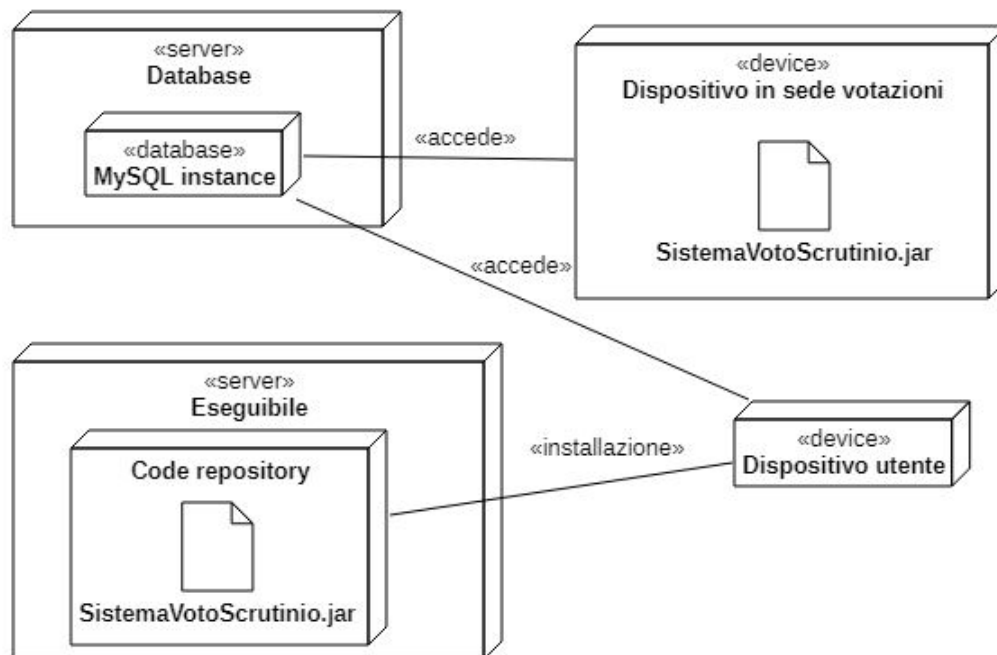 «server»
Database
«database»
MySQL instance
«accede»
«device»
Dispositivo in sede votazioni
SistemaVotoScrutinio.jar
«accede»
«server»
Eseguibile
Code repository
SistemaVotoScrutinio.jar
«installazione»
«device»
Dispositivo utente